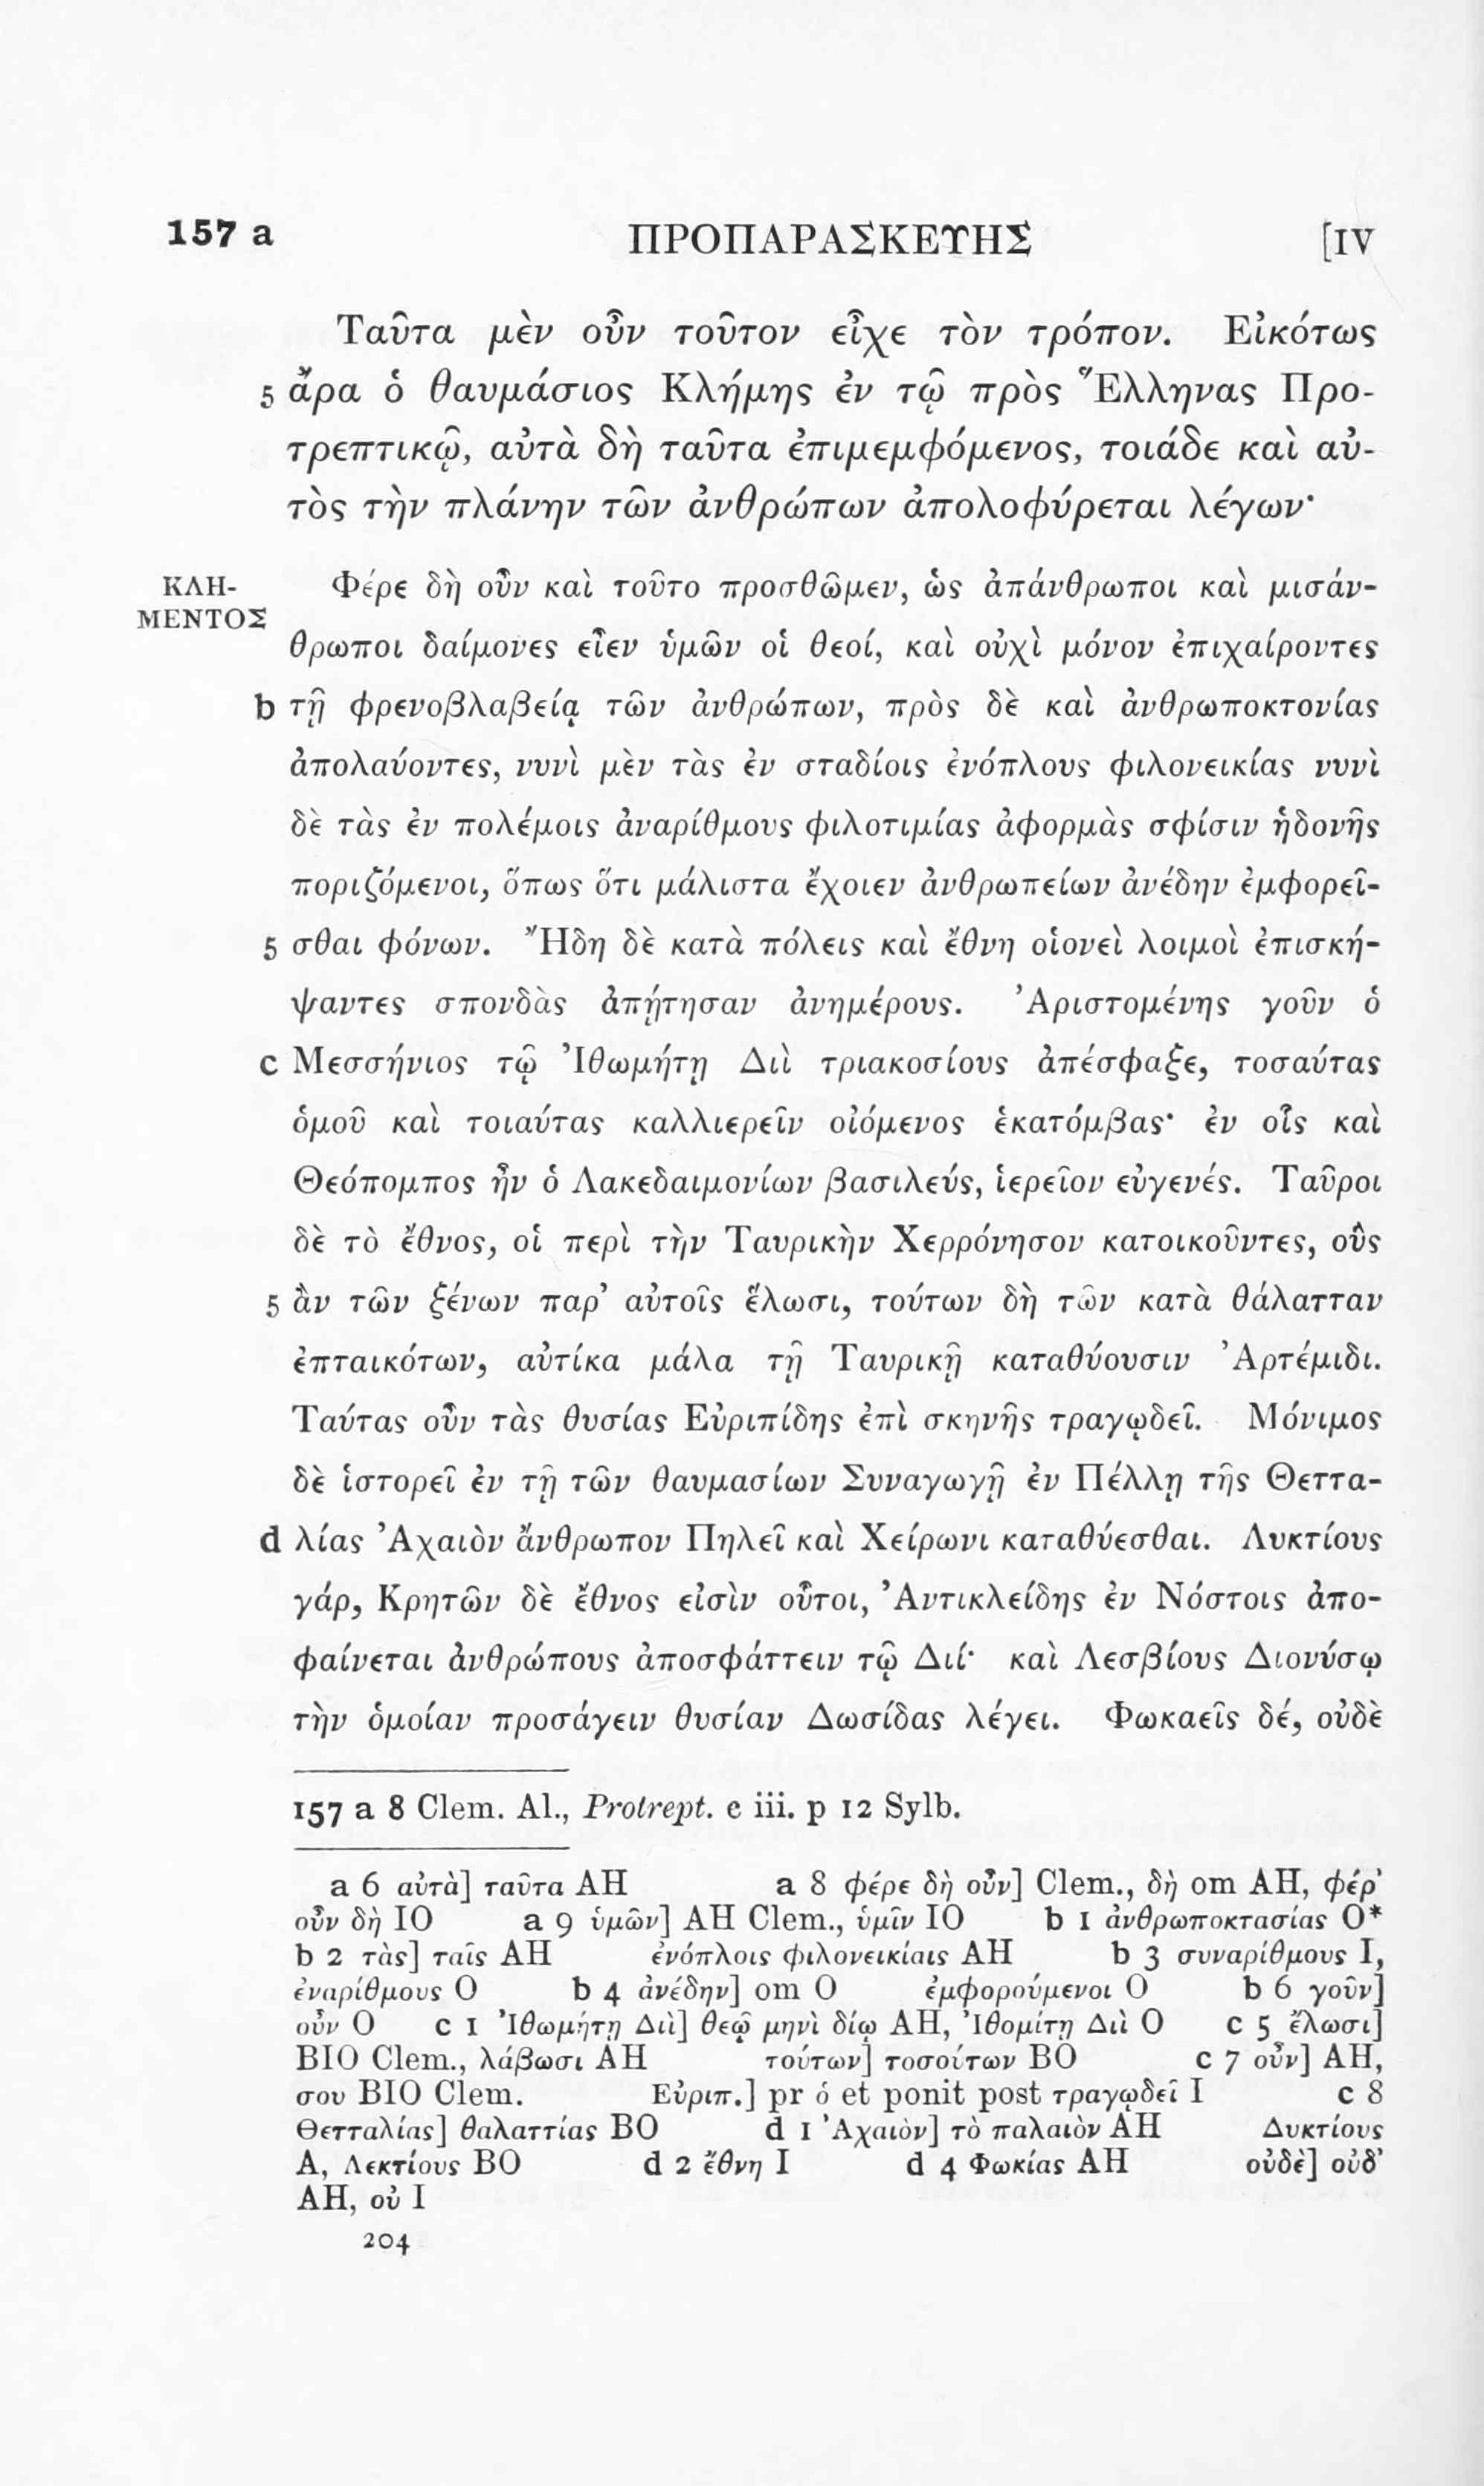 157 a ΠΡΟΠΑΡΑΣΚΕΥΗΣ [IV
Ταῦτα μὲν οὖν τοῦτον εἶχε τὸν τρόπον. Εἰκότως
5 ἄρα ὁ θαυμάσιος Κλήμης ἐν τῷ πρὸς Ἕλληνας Προ-
τρεπτικῷ, αὐτὰ δὴ ταῦτα ἐπιμεμφόμενος, τοιάδε καὶ αὐ-
τὸς τὴν πλάνην τῶν ἀνθρώπων ἀπολοφύρεται λέγων·
ΚΛΗ-
ΜΕΝΤΟΣ
Φέρε δὴ οὖν καὶ τοῦτο προσθῶμεν, ὡς ἀπάνθρωποι καὶ μισάν-
θρωποι δαίμονες εἶεν ὑμῶν οἱ θεοί, καὶ οὐχὶ μόνον ἐπιχαίροντες
b τῇ φρενοβλαβείᾳ τῶν ἀνθρώπων, πρὸς δὲ καὶ ἀνθρωποκτονίας
ἀπολαύοντες, νυνὶ μὲν τὰς ἐν σταδίοις ἐνόπλους φιλονεικίας νυνὶ
δὲ τὰς ἐν πολέμοις ἀναρίθμους φιλοτιμίας ἀφορμὰς σφίσιν ἡδονῆς
ποριζόμενοι, ὅπως ὅτι μάλιστα ἔχοιεν ἀνθρωπείων ἀνέδην ἐμφορεῖ-
5 σθαι φόνων. Ἤδη δὲ κατὰ πόλεις καὶ ἔθνη οἱονεὶ λοιμοὶ ἐπισκή-
ψαντες σπονδὰς ἀπῄτησαν ἀνημέρους. Ἀριστομένης γοῦν ὁ
c Μεσσήνιος τῷ Ἰθωμήτῃ Διὶ τριακοσίους ἀπέσφαξε, τοσαύτας
ὁμοῦ καὶ τοιαύτας καλλιερεῖν οἰόμενος ἑκατόμβας· ἐν οἷς καὶ
Θεόπομπος ἦν ὁ Λακεδαιμονίων βασιλεύς, ἱερεῖον εὐγενές. Ταῦροι
δὲ τὸ ἔθνος, οἱ περὶ τὴν Ταυρικὴν Χερρόνησον κατοικοῦντες, οὓς
5 ἂν τῶν ξένων παρ’ αὐτοῖς ἕλωσι, τούτων δὴ τῶν κατὰ θάλατταν
ἐπταικότων, αὐτίκα μάλα τῇ Ταυρικῇ καταθύουσιν Ἀρτέμιδι.
Ταύτας οὖν τὰς θυσίας Εὐριπίδης ἐπὶ σκηνῆς τραγῳδεῖ. Μόνιμος
δὲ ἱστορεῖ ἐν τῇ τῶν θαυμασίων Συναγωγῇ ἐν Πέλλῃ τῆς Θεττα-
d λίας Ἀχαιὸν ἄνθρωπον Πηλεῖ καὶ Χείρωνι καταθύεσθαι. Λυκτίους
γάρ, Κρητῶν δὲ ἔθνος εἰσὶν οὗτοι, Ἀντικλείδης ἐν Νόστοις ἀπο-
φαίνεται ἀνθρώπους ἀποσφάττειν τῷ Διί· καὶ Λεσβίους Διονύσῳ
τὴν ὁμοίαν προσάγειν θυσίαν Δωσίδας λέγει. Φωκαεῖς δέ, οὐδὲ
157 a 8 Clem. Al., Protrept. c iii. p 12 Sylb.
a 6 αὐτὰ] ταῦτα AH a 8 φέρε δὴ οὖν] Clem., δὴ om AH, φέρ’
οὖν δὴ IO a 9 ὑμῶν] AH Clem., ὑμῖν IO b 1 ἀνθρωποκτασίας O*
b 2 τὰς] ταῖς AH ἐνόπλοις φιλονεικίαις AH b 3 συναρίθμους I,
ἐναρίθμους O b 4 ἀνέδην] om O ἐμφορούμενοι O b 6 γοῦν]
οὖν O c 1 Ἰθωμήτῃ Διὶ] θεῷ μηνὶ δίῳ AH, Ἰθομίτῃ Διὶ O c 5 ἕλωσι]
BIO Clem., λάβωσι AH τούτων] τοσούτων BO c 7 οὖν] AH,
σου BIO Clem. Εὐριπ.] pr ὁ et ponit post τραγῳδεῖ I c 8
Θετταλίας] θαλαττίας BO d 1 Ἀχαιὸν] τὸ παλαιὸν AH Δυκτίους
A, Λεκτίους BO d 2 ἔθνη I d 4 Φωκίας AH οὐδὲ] οὐδ’
AH, οὐ I
204